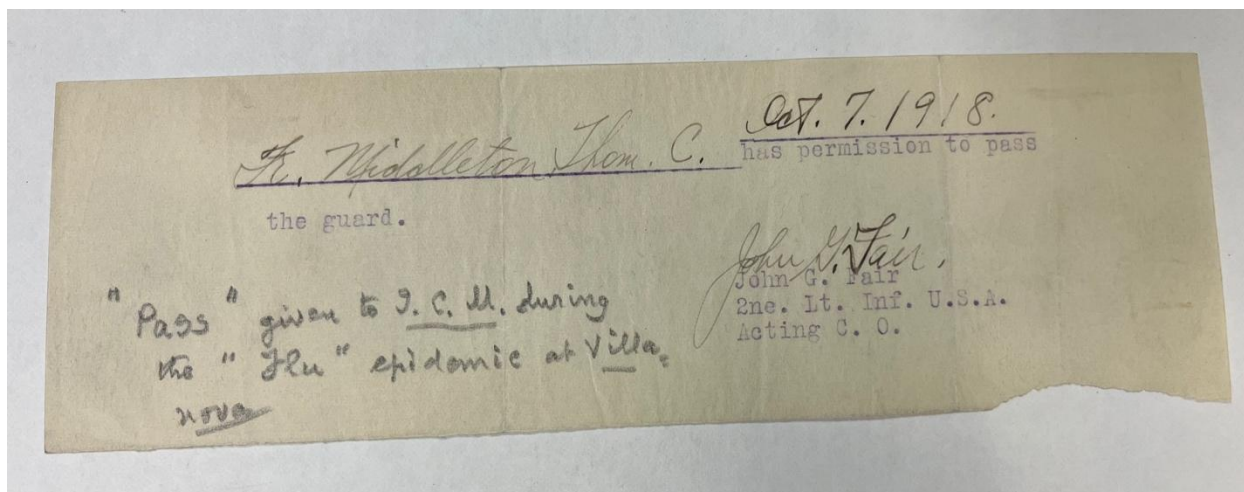 Oct. 7. 1918.
Fr. Middleton Thom. C. has permission to pass
the guard.
John G. Fair.
John G. Fair
2ne. Lt. Inf. U.S.A.
Acting C. O.
"Pass" given to T. C. M. during
the "Flu" epidemic at Villa=
nova